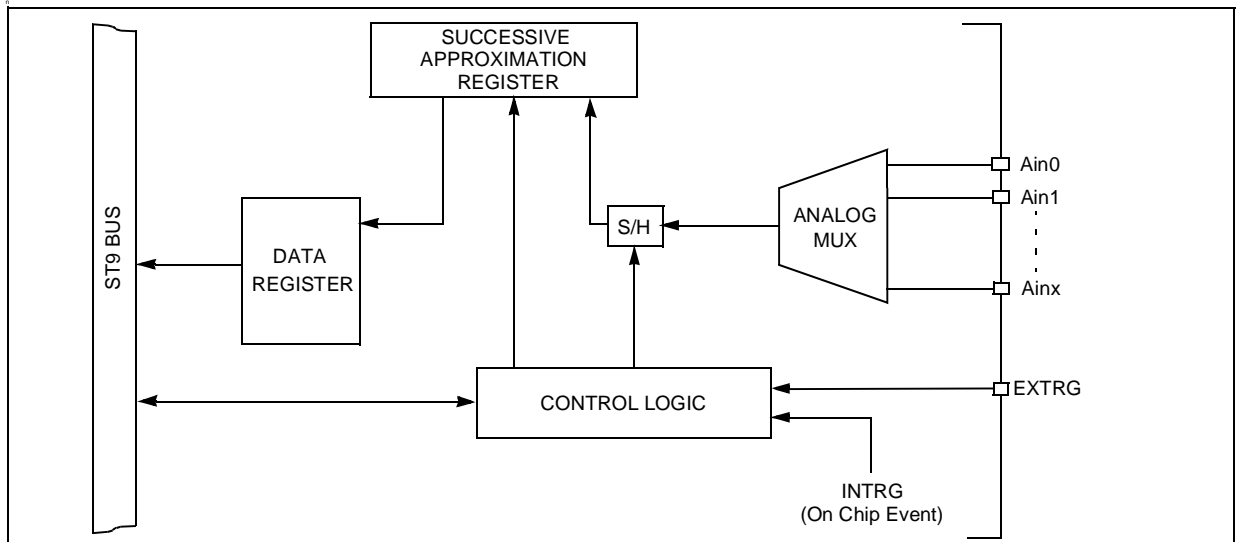 SUCCESSIVE
APPROXIMATION
REGISTER
Ain0
Ain1
ANALOG
MUX
S/H
ST9 BUS
DATA
REGISTER
Ainx
EXTRG
CONTROL LOGIC
INTRG
(On Chip Event)